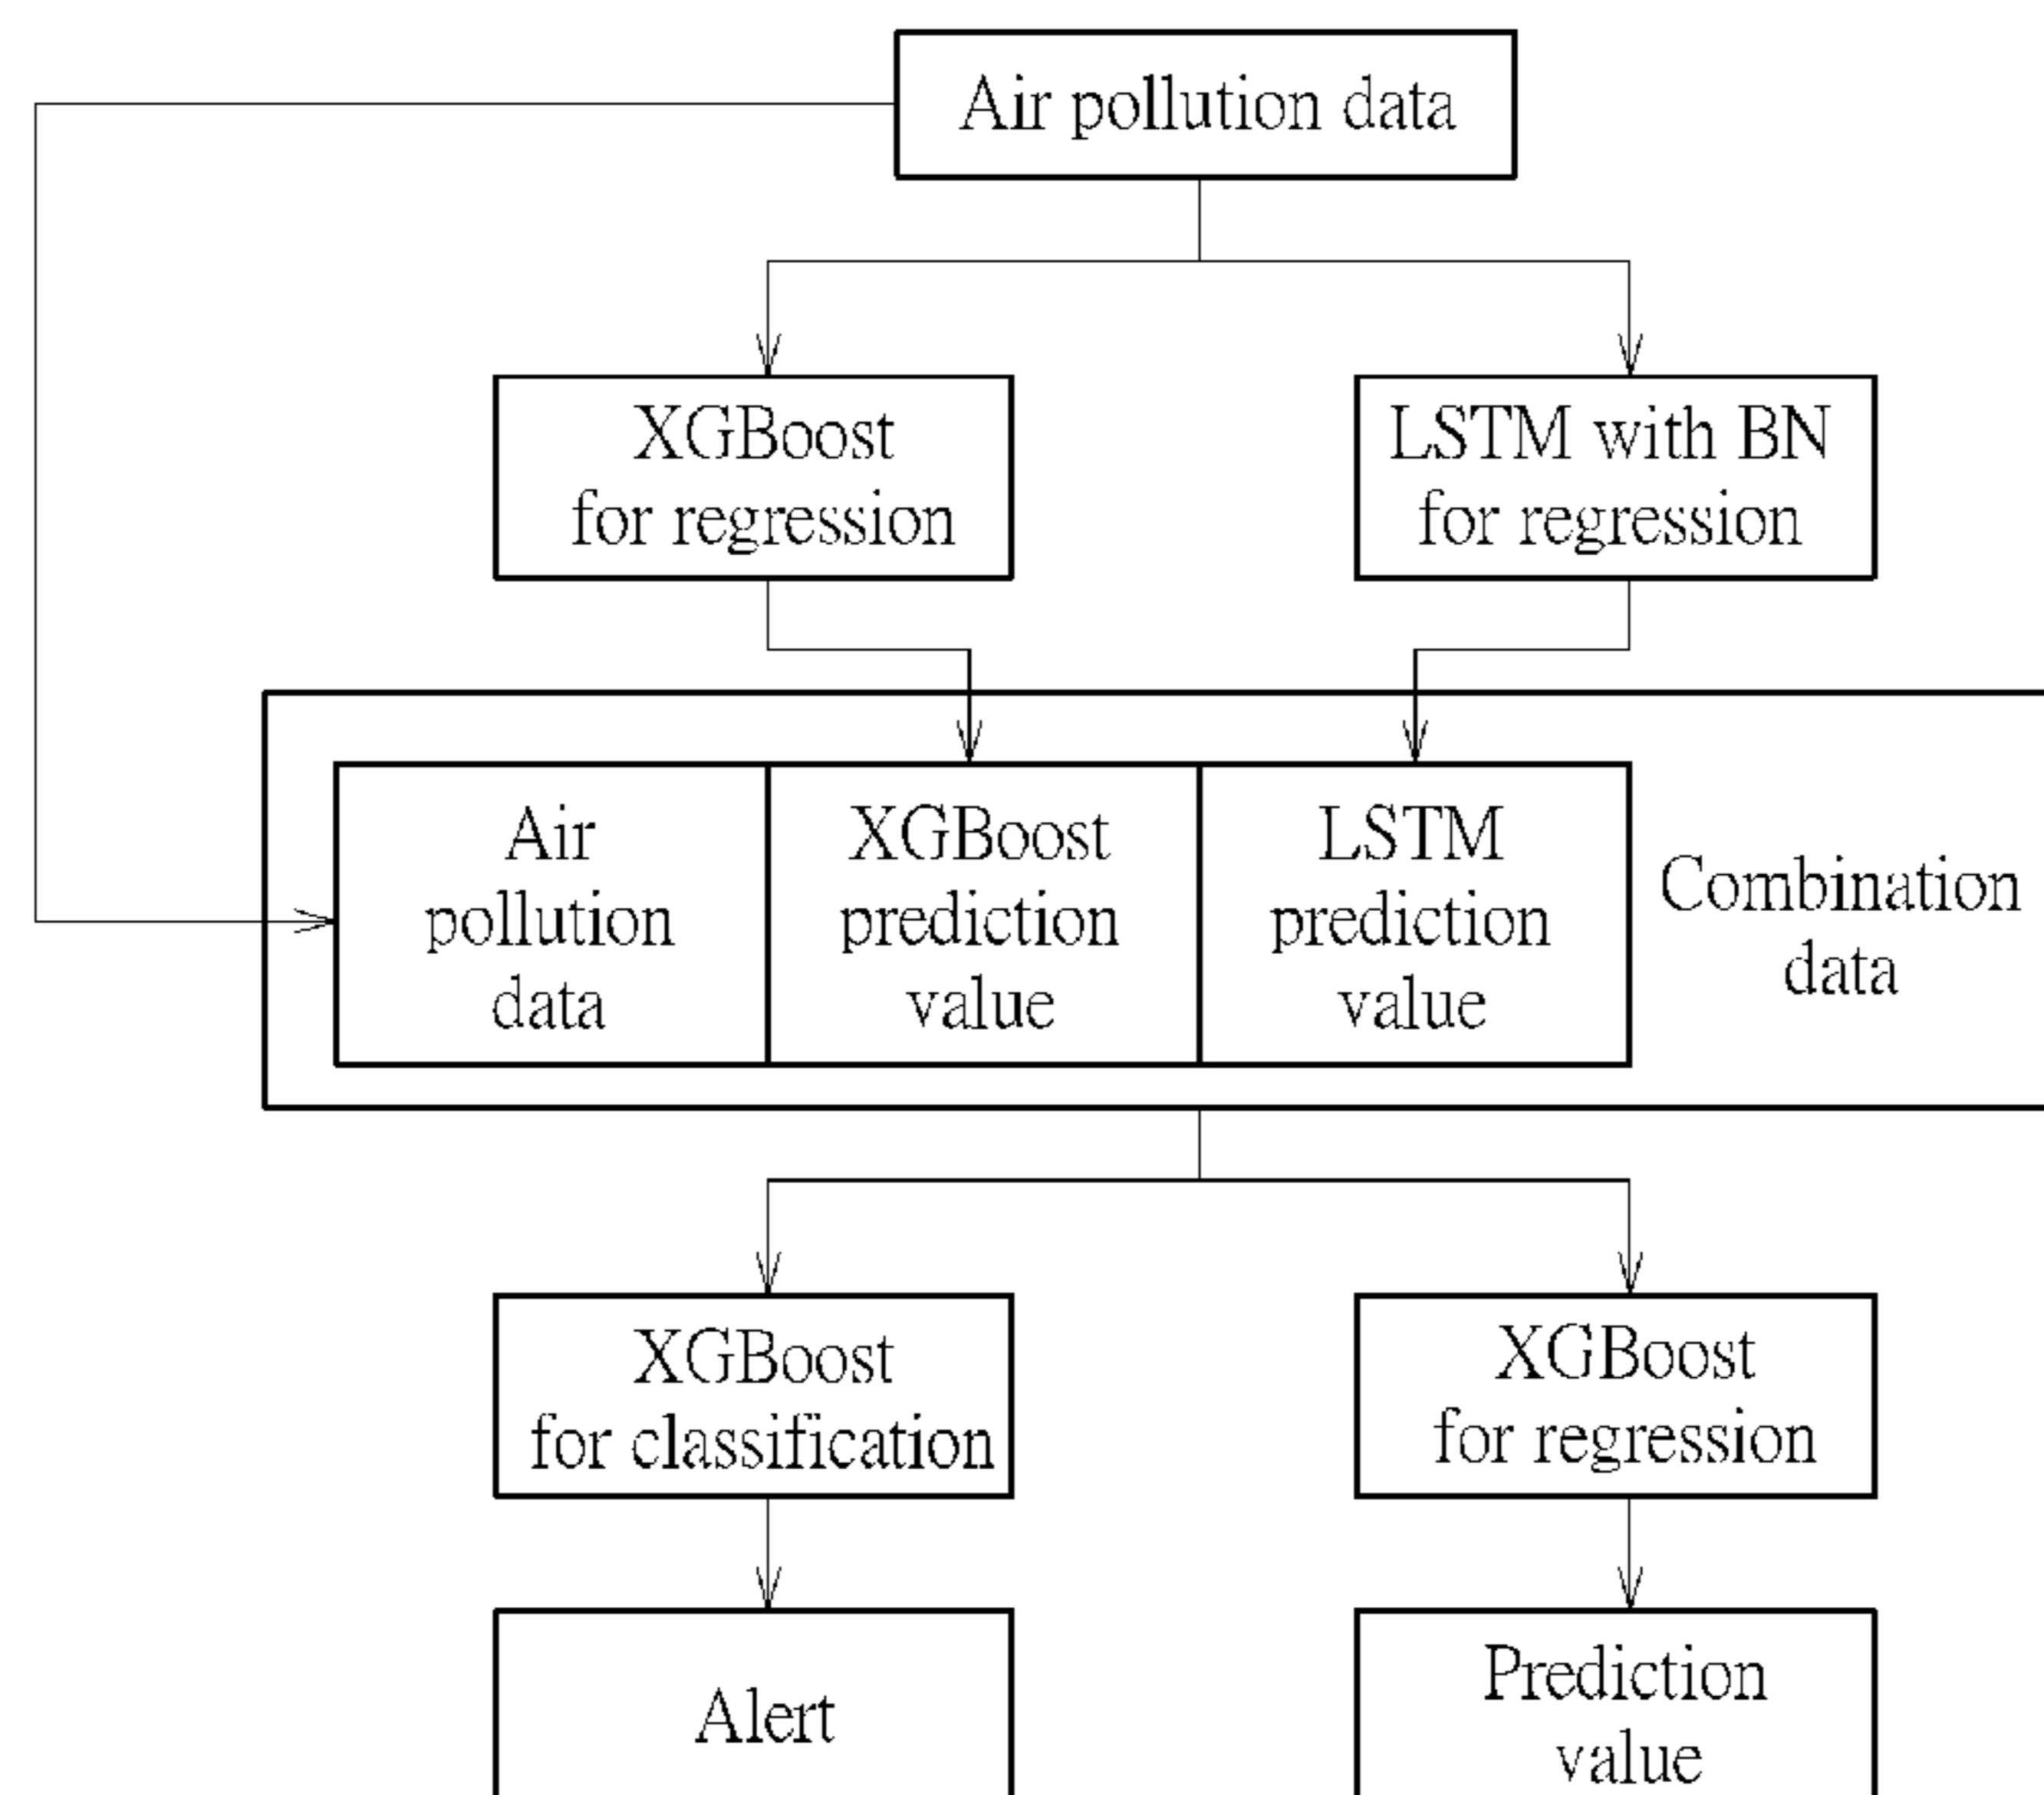 Air pollution data
XGBoost
for regression
LSTM with BN
for regression
Air
pollution
data
XGBoost
prediction
value
LSTM
prediction
value
Combination
data
XGBoost
for classification
XGBoost
for regression
Alert
Prediction
value